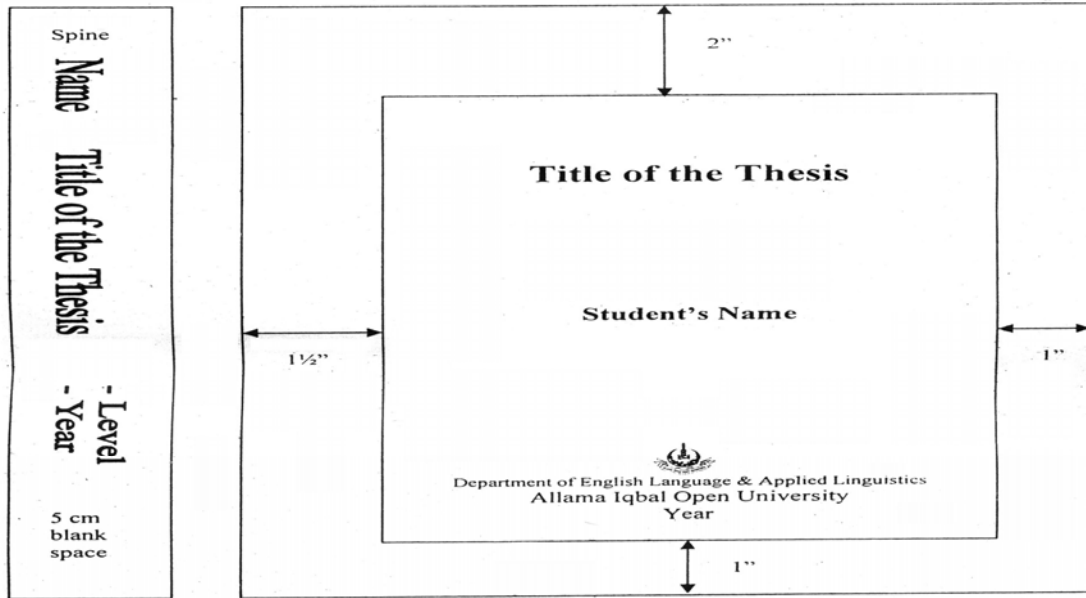 Spine
Name Title of the Thesis
- Level
- Year
5 cm
blank
space
2”
Title of the Thesis
Student’s Name
1½”
1”
Department of English Language & Applied Linguistics
Allama Iqbal Open University
Year
1”